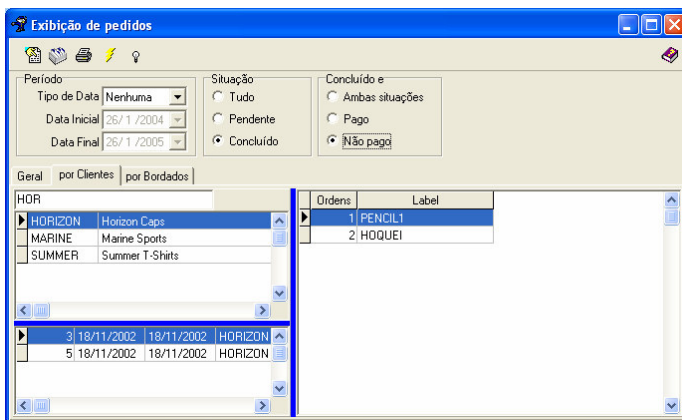 Exibição de pedidos
Período
Tipo de Data Nenhuma
Data Inicial 26/ 1 /2004
Data Final 26/ 1 /2005
Situação
Tudo
Pendente
Concluído
Concluído e
Ambas situações
Pago
Não pago
Geral por Clientes por Bordados
HOR
HORIZON Horizon Caps
MARINE Marine Sports
SUMMER Summer T-Shirts
3 18/11/2002 18/11/2002 HORIZON
5 18/11/2002 18/11/2002 HORIZON
Ordens Label
1 PENCIL1
2 HOQUEI